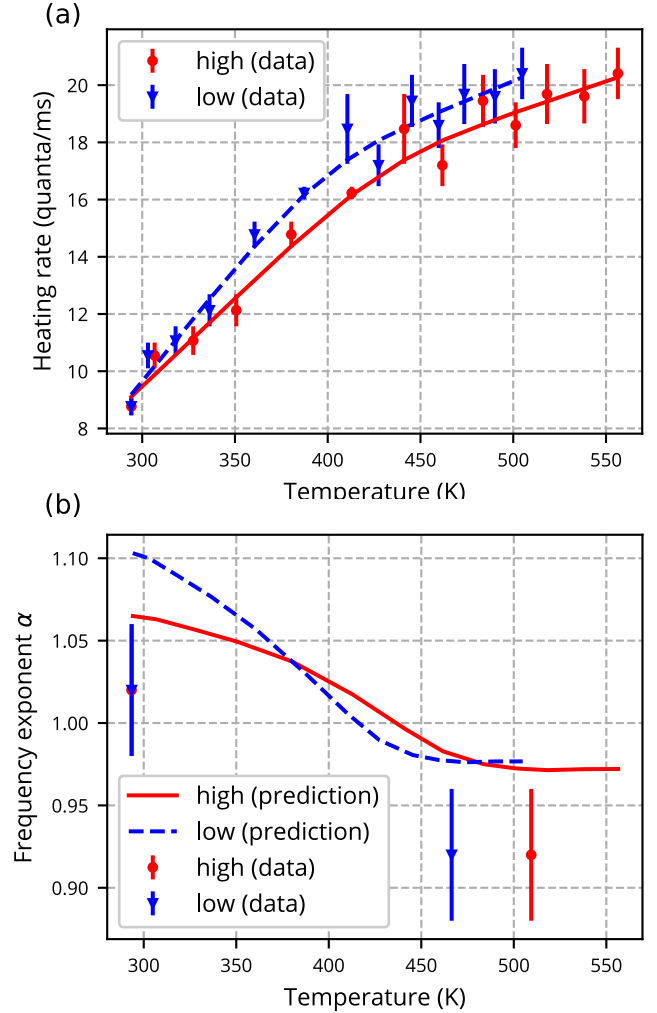 (a)
high (data)
low (data)
20
18
16
14
12
10
8
Heating rate (quanta/ms)
300 350 400 450 500 550
Temperature (K)
(b)
1.10
1.05
1.00
0.95
0.90
Frequency exponent α
high (prediction)
low (prediction)
high (data)
low (data)
300 350 400 450 500 550
Temperature (K)